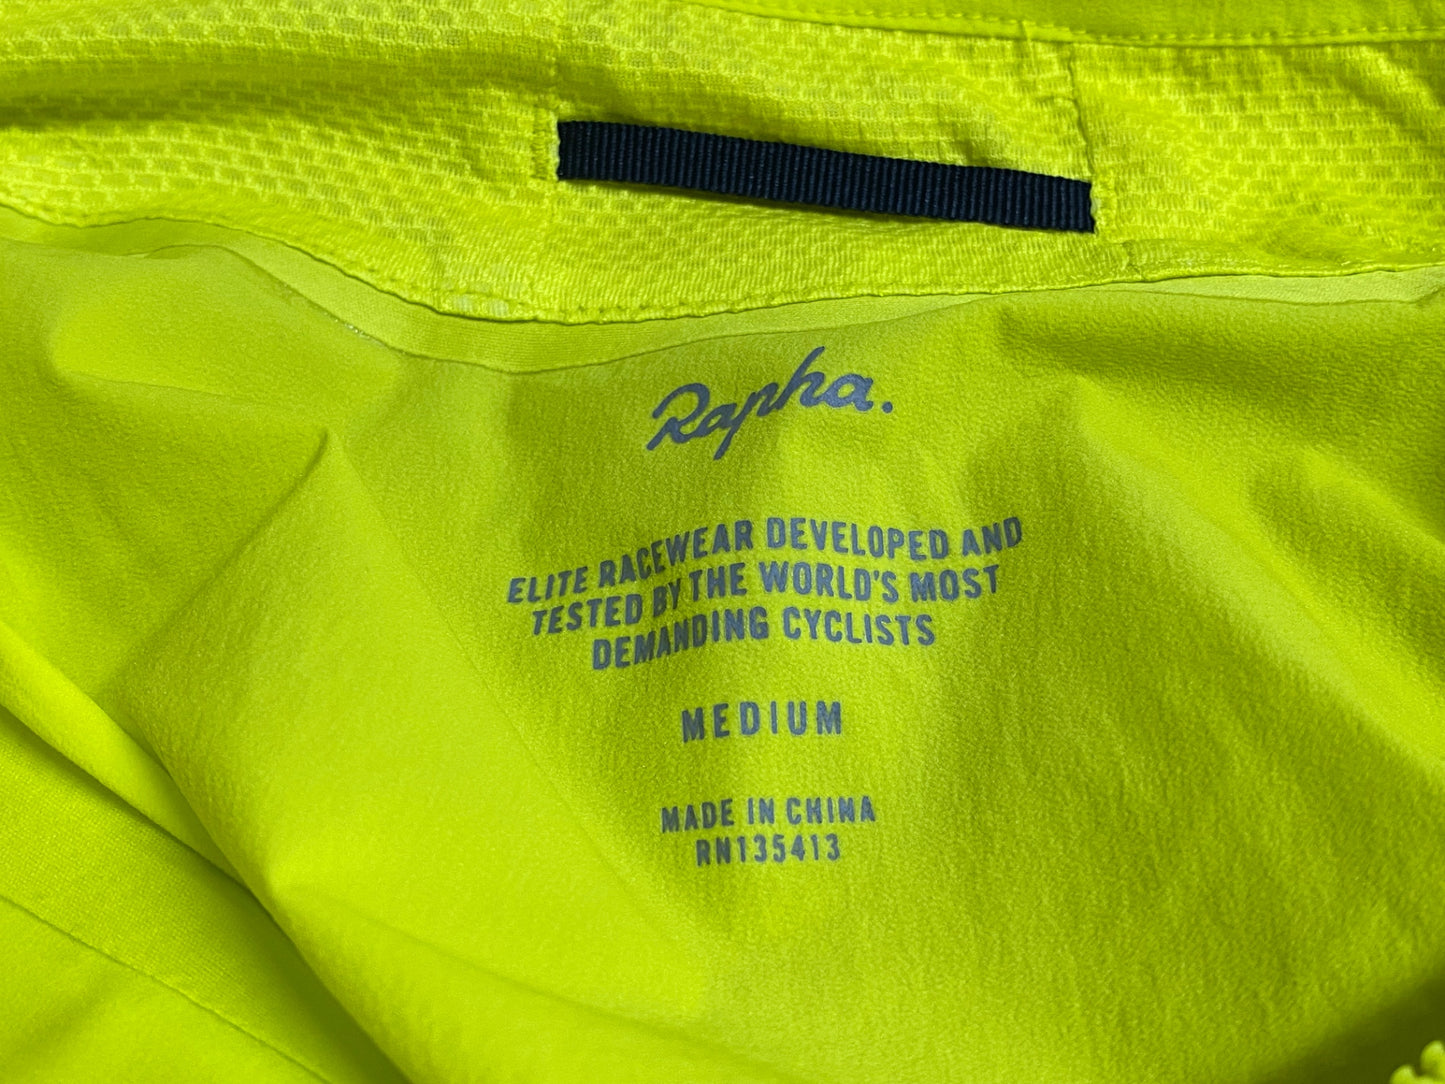 Rapha.
ELITE RACEWEAR DEVELOPED AND
TESTED BY THE WORLD'S MOST
DEMANDING CYCLISTS
MEDIUM
MADE IN CHINA
RN135413